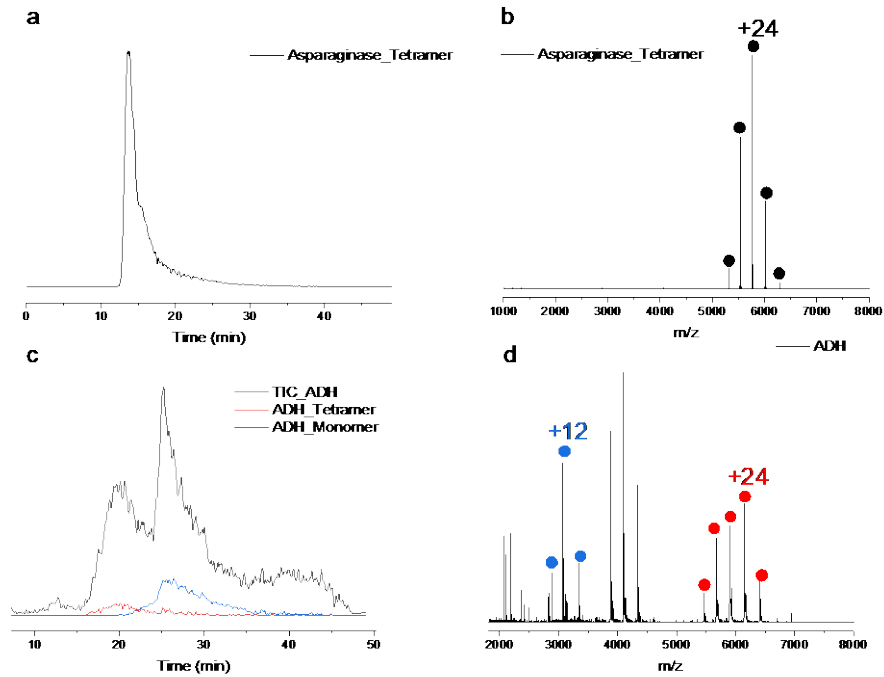 a
Asparaginase_Tetramer
0 10 20 30 40
Time (min)
b
+24
Asparaginase_Tetramer
1000 2000 3000 4000 5000 6000 7000 8000
m/z
c
TIC_ADH
ADH_Tetramer
ADH_Monomer
10 20 30 40 50
Time (min)
d
ADH
+12
+24
2000 3000 4000 5000 6000 7000 8000
m/z